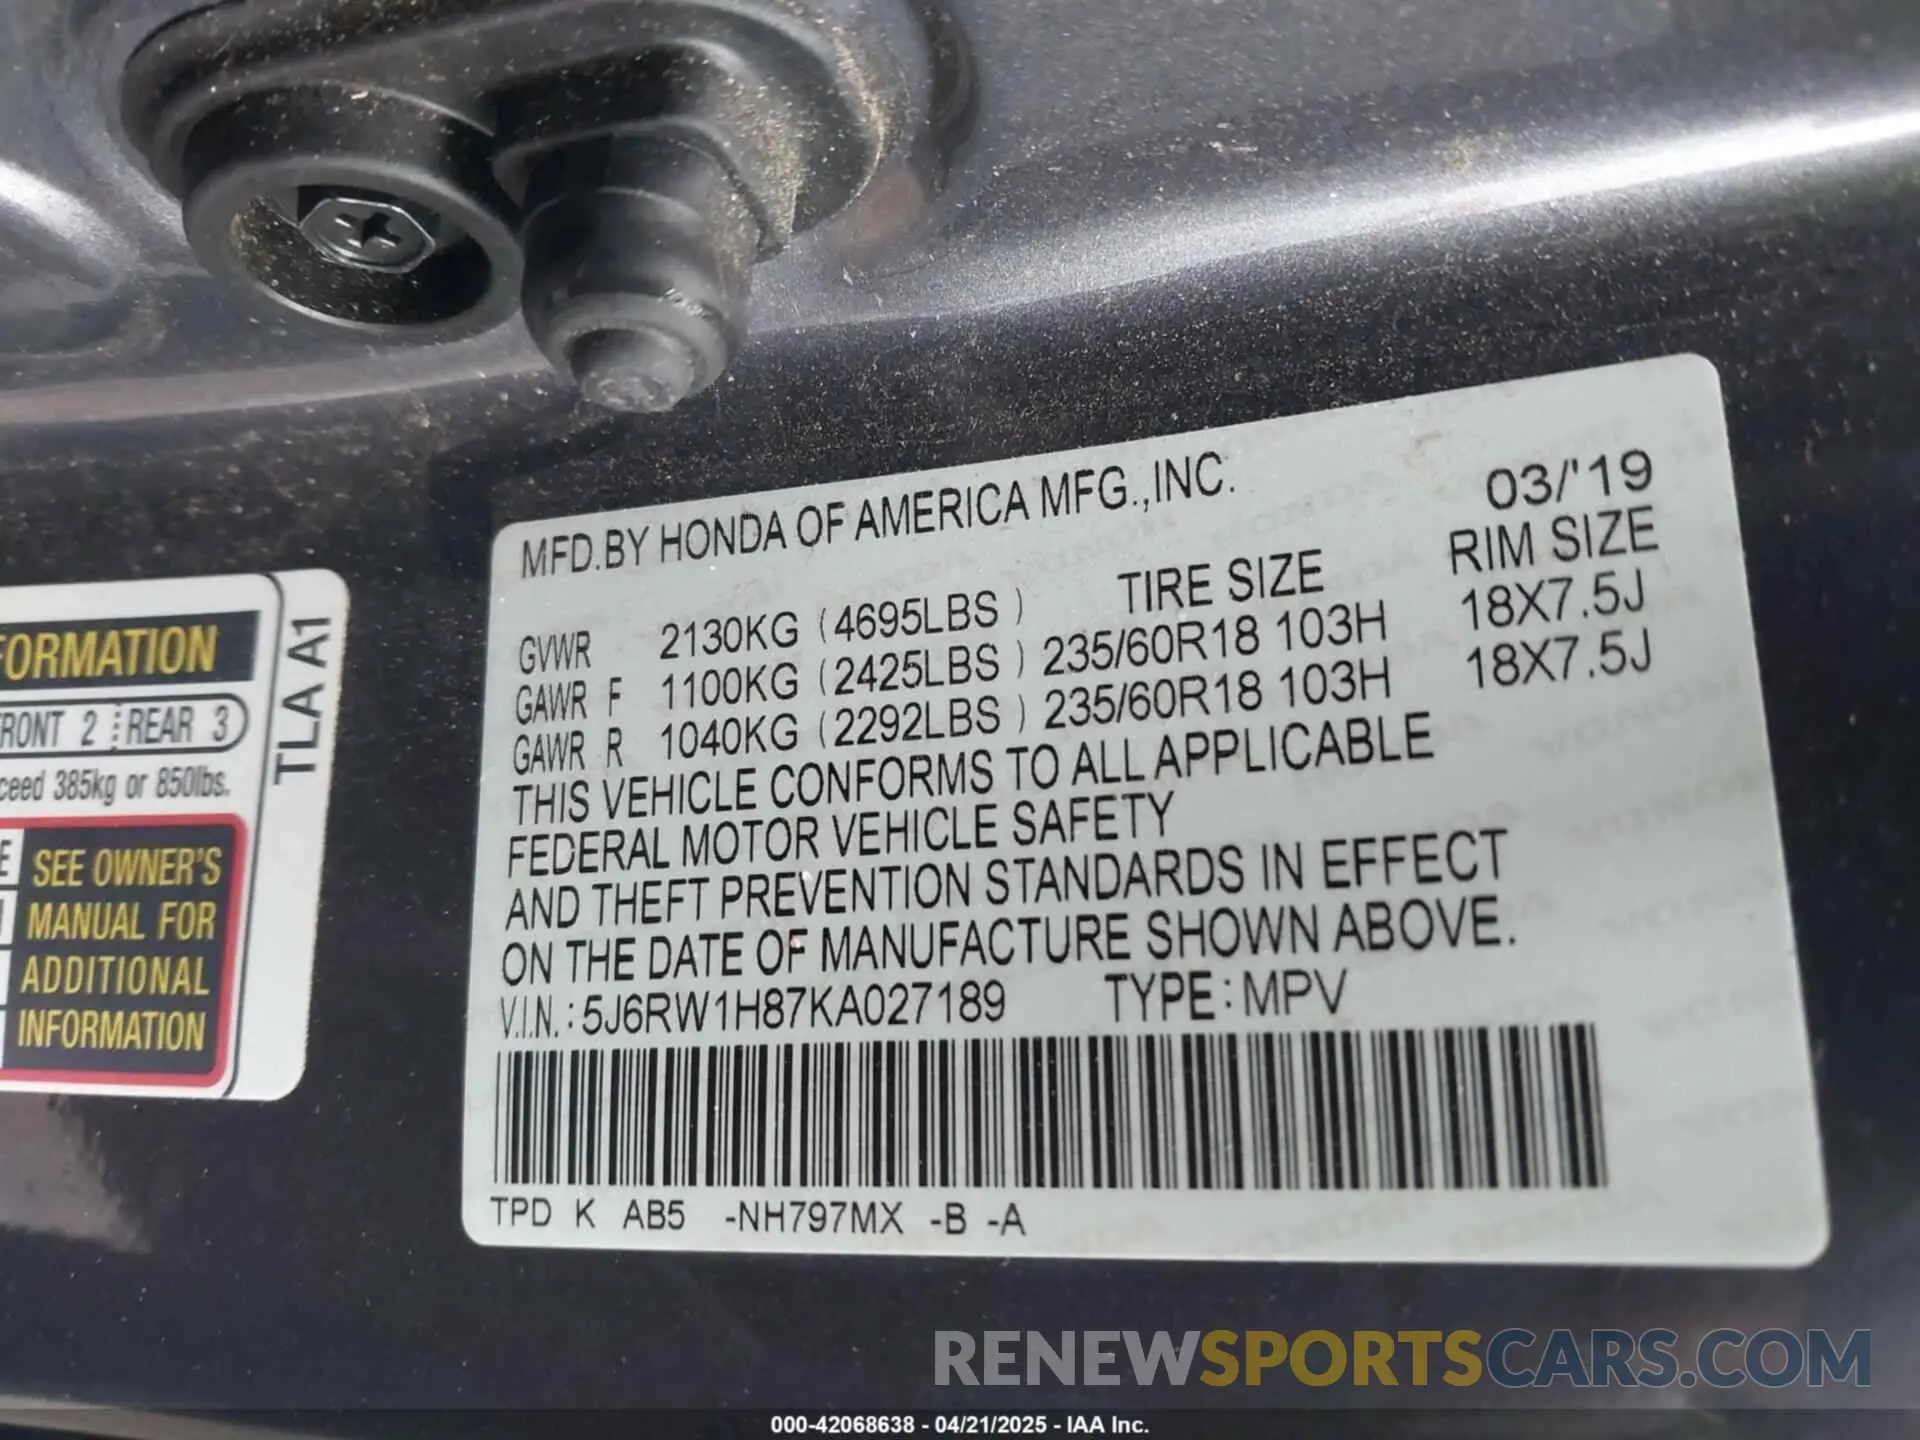 MFD.BY HONDA OF AMERICA MFG.,INC. 03/'19
TIRE SIZE RIM SIZE
GVWR 2130KG (4695LBS )
GAWR F 1100KG (2425LBS ) 235/60R18 103H 18X7.5J
GAWR R 1040KG (2292LBS ) 235/60R18 103H 18X7.5J
THIS VEHICLE CONFORMS TO ALL APPLICABLE
FEDERAL MOTOR VEHICLE SAFETY
AND THEFT PREVENTION STANDARDS IN EFFECT
ON THE DATE OF MANUFACTURE SHOWN ABOVE.
V.I.N.: 5J6RW1H87KA027189 TYPE: MPV
TPD K AB5 -NH797MX -B -A
FORMATION
RONT 2 REAR 3
ceed 385kg or 850lbs.
SEE OWNER'S
MANUAL FOR
ADDITIONAL
INFORMATION
TLA A1
RENEWSPORTSCARS.COM
000-42068638 - 04/21/2025 - IAA Inc.